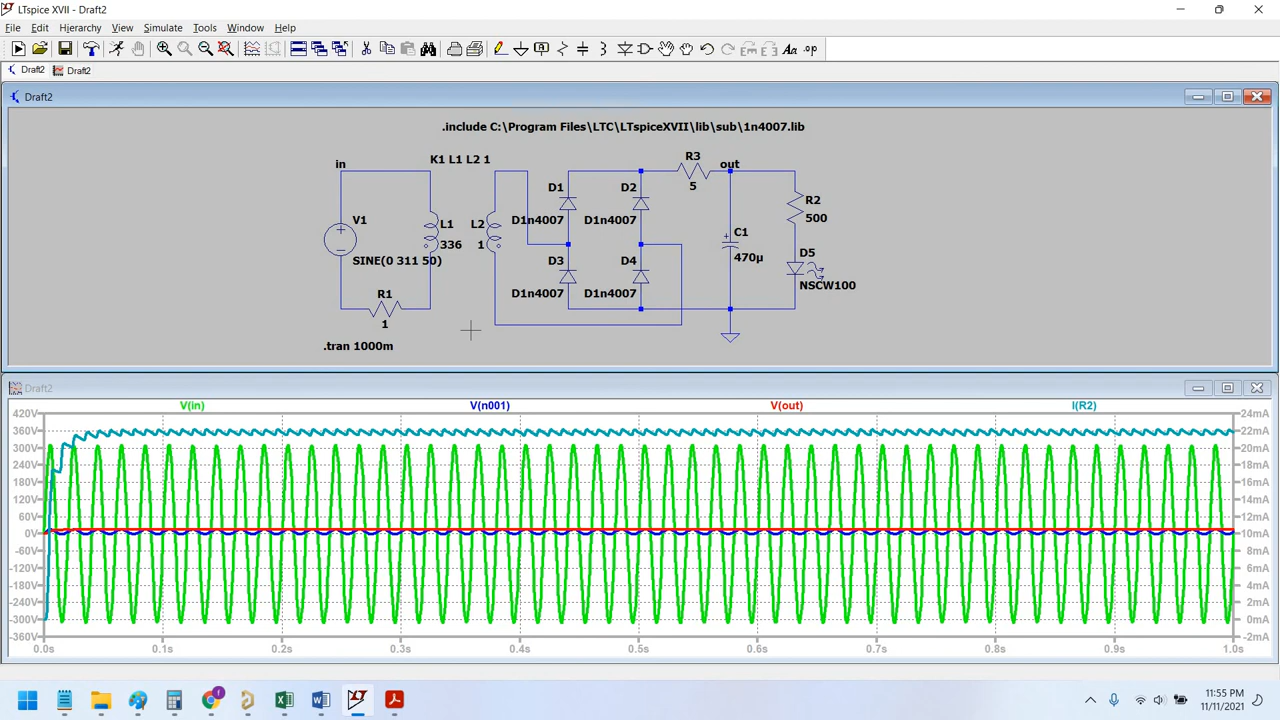 LTspice XVII - Draft2
File Edit Hierarchy View Simulate Tools Window Help
Draft2 Draft2
Draft2
.include C:\Program Files\LTC\LTspiceXVII\lib\sub\1n4007.lib
in K1 L1 L2 1 R3 out
5
D1 D2
V1 L1 L2 D1n4007 D1n4007 R2
500
336 1 C1
SINE(0 311 50) D3 D4 470µ D5
NSCW100
R1 D1n4007 D1n4007
1
.tran 1000m
Draft2
V(in) V(n001) V(out) I(R2)
420V 24mA
360V 22mA
300V 20mA
240V 18mA
180V 16mA
120V 14mA
60V 12mA
0V 10mA
-60V 8mA
-120V 6mA
-180V 4mA
-240V 2mA
-300V 0mA
-360V -2mA
0.0s 0.1s 0.2s 0.3s 0.4s 0.5s 0.6s 0.7s 0.8s 0.9s 1.0s
11:55 PM
11/11/2021